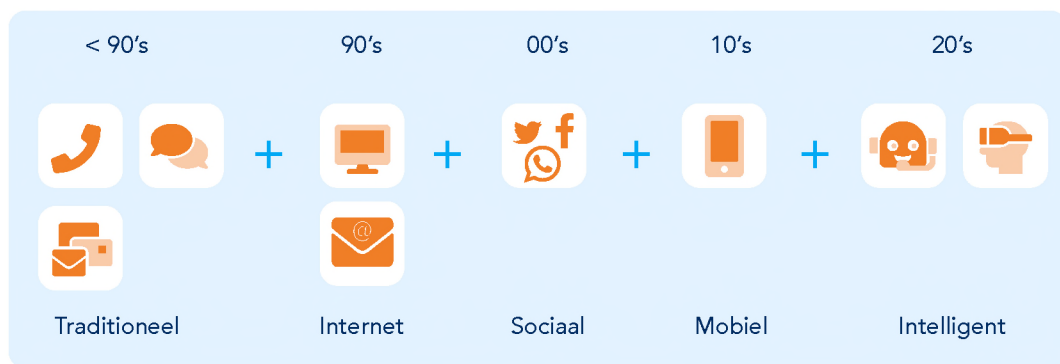 < 90's
90's
00's
10's
20's
@
Traditioneel
Internet
Sociaal
Mobiel
Intelligent